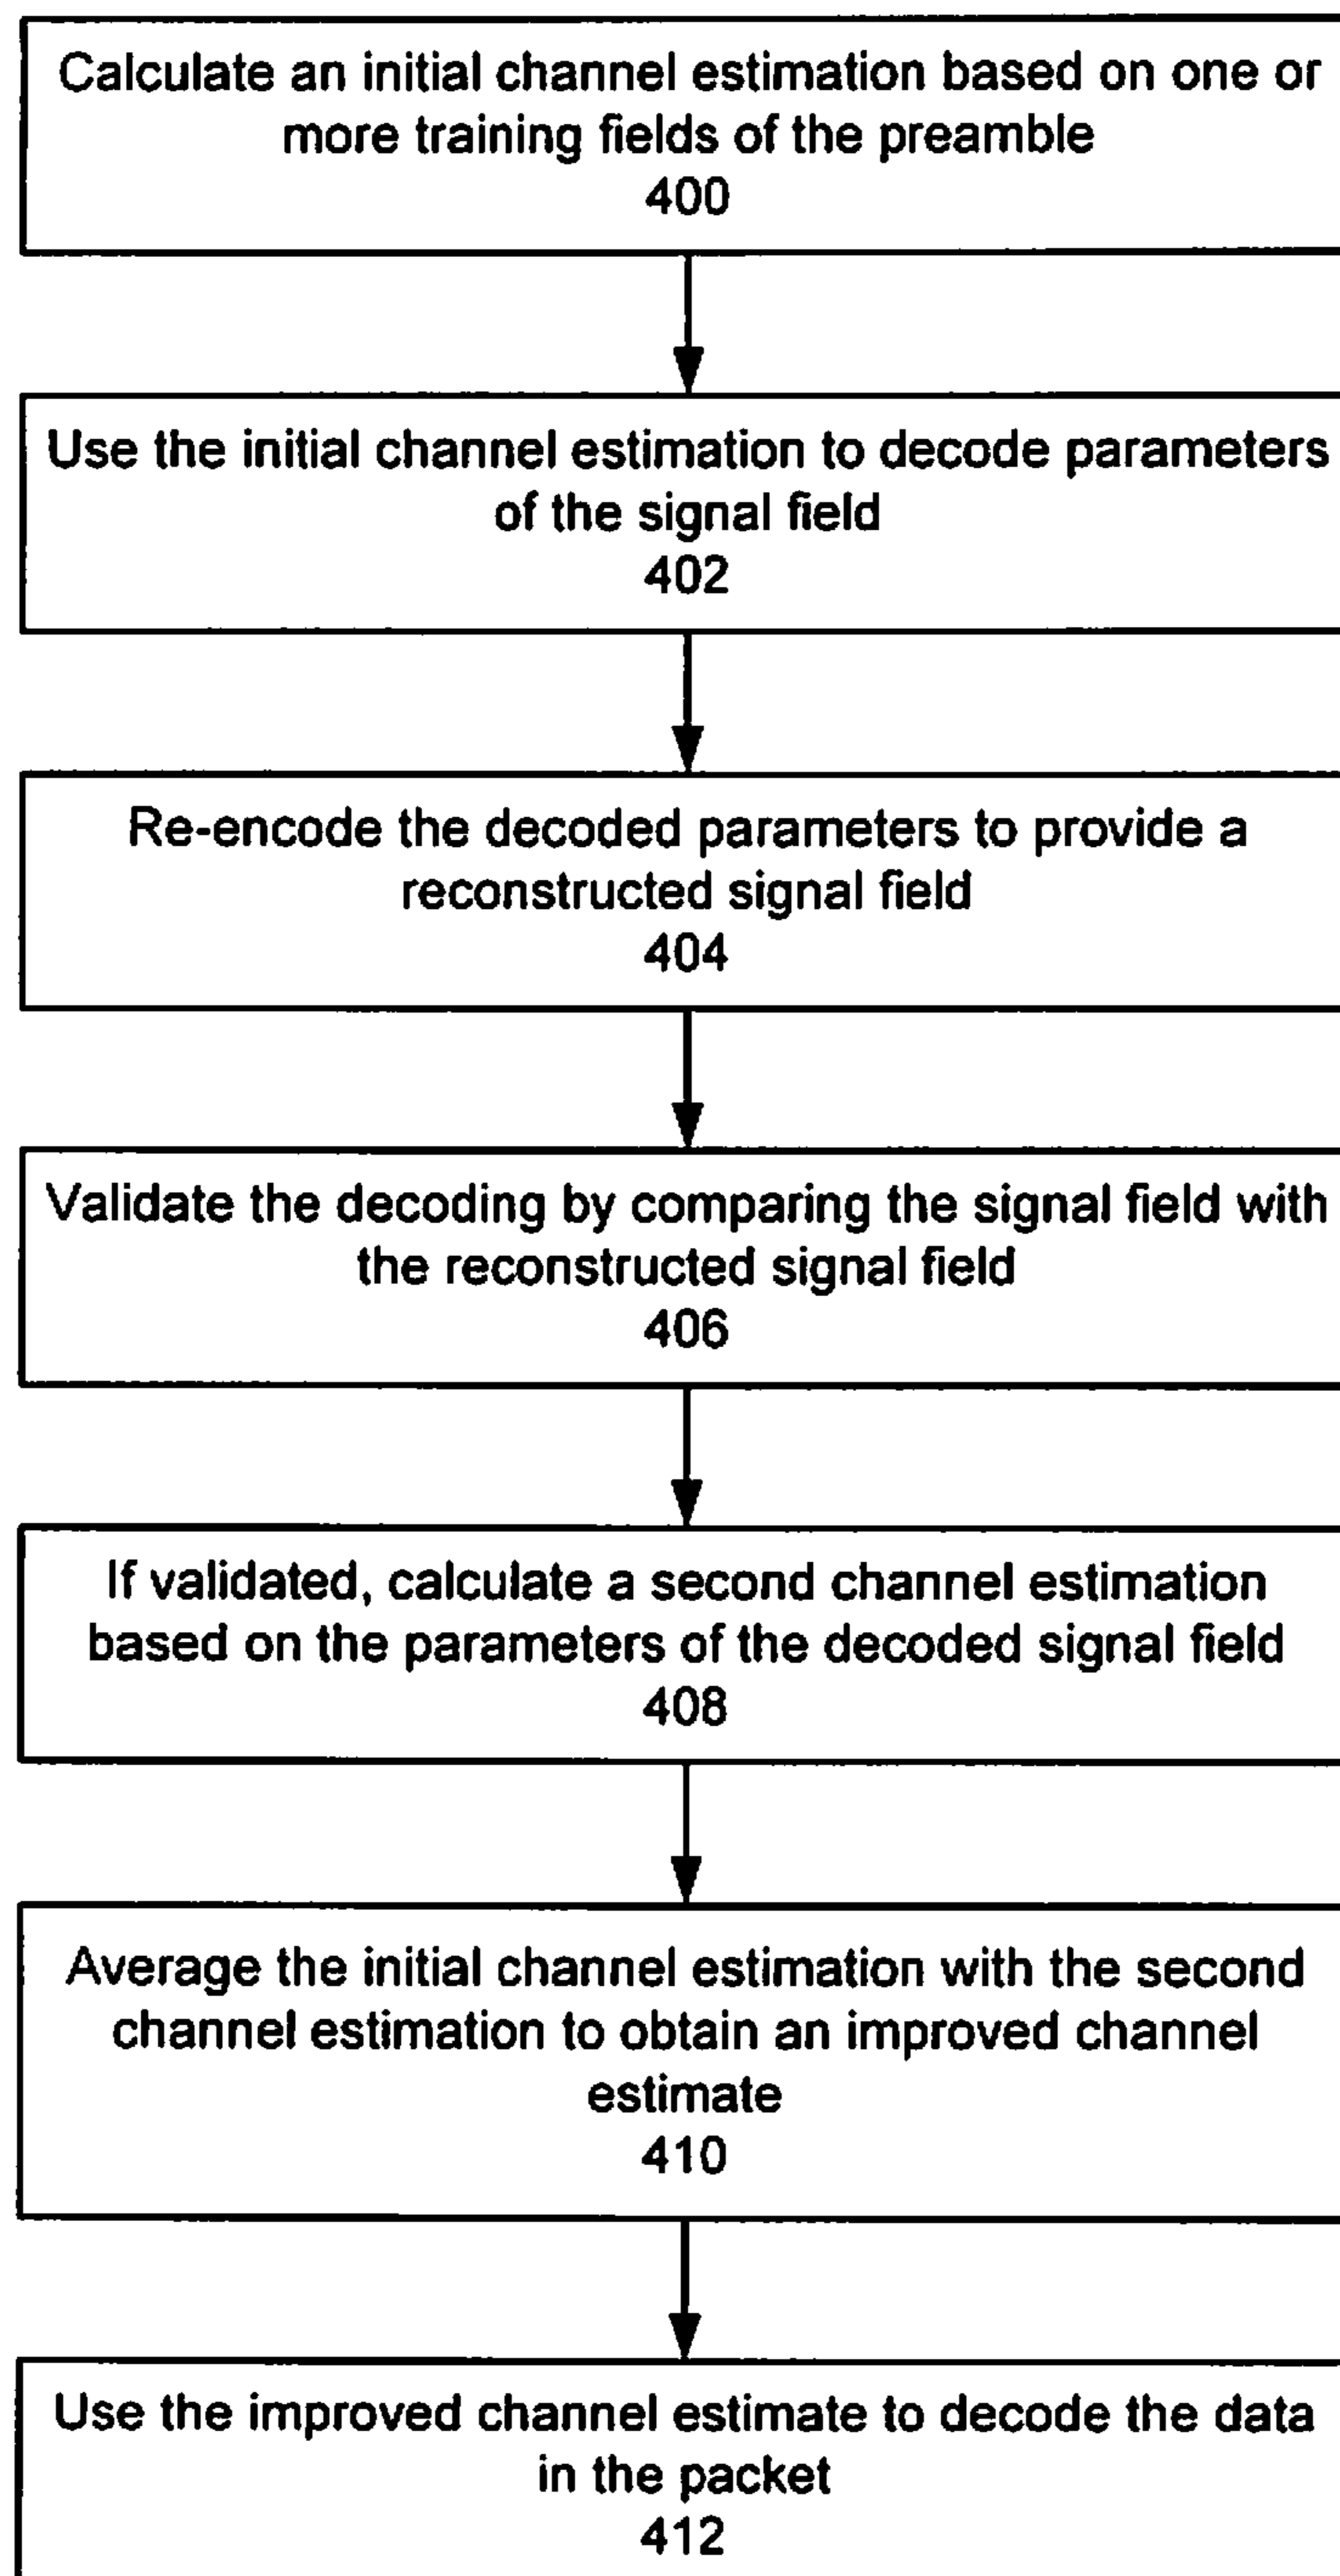 Calculate an initial channel estimation based on one or
more training fields of the preamble
400
Use the initial channel estimation to decode parameters
of the signal field
402
Re-encode the decoded parameters to provide a
reconstructed signal field
404
Validate the decoding by comparing the signal field with
the reconstructed signal field
406
If validated, calculate a second channel estimation
based on the parameters of the decoded signal field
408
Average the initial channel estimation with the second
channel estimation to obtain an improved channel
estimate
410
Use the improved channel estimate to decode the data
in the packet
412